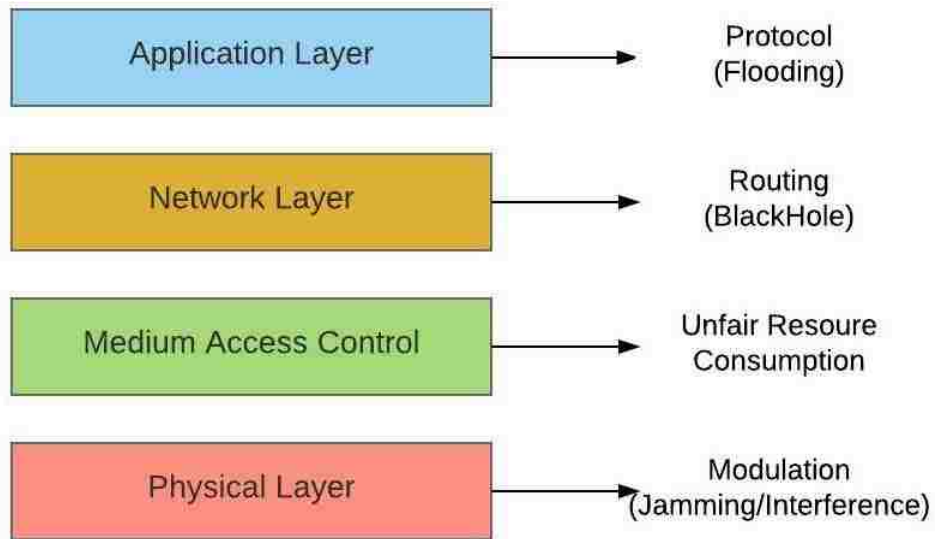 Application Layer
Protocol
(Flooding)
Network Layer
Routing
(BlackHole)
Medium Access Control
Unfair Resoure
Consumption
Physical Layer
Modulation
(Jamming/Interference)